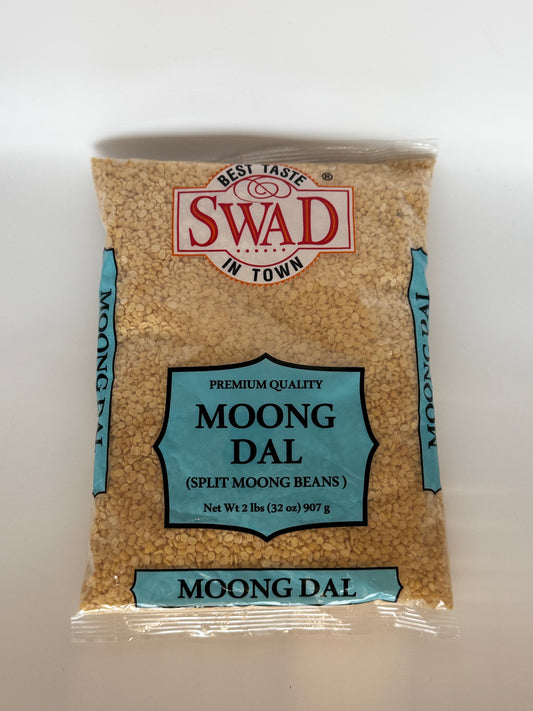 BEST TASTE
®
SWAD
IN TOWN
MOONG DAL
MOONG DAL
PREMIUM QUALITY
MOONG
DAL
(SPLIT MOONG BEANS)
Net Wt 2 lbs (32 oz) 907 g
MOONG DAL